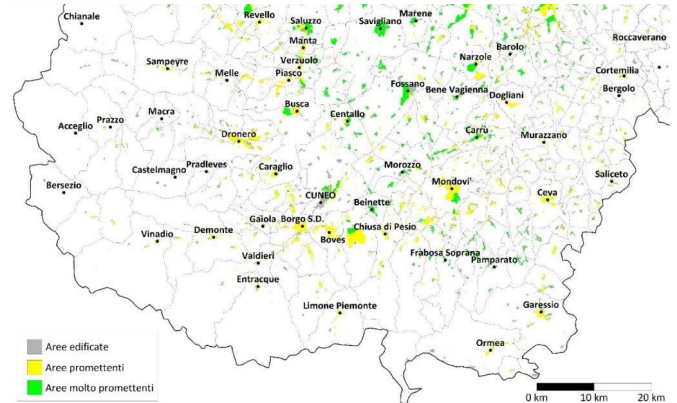 Chianale
Revello
Saluzzo
Savigliano
Marene
Roccaverano
Manta
Barolo
Sampeyre
Verzuolo
Narzole
Cortemilia
Melle
Piasco
Fossano
Bene Vagienna
Bergolo
Dogliani
Busca
Macra
Prazzo
Centallo
Acceglio
Dronero
Carrù
Murazzano
Castelmagno
Pradleves
Caraglio
Morozzo
Mondovi'
Saliceto
Bersezio
CUNEO
Beinette
Ceva
Gaiola
Borgo S.D.
Vinadio
Demonte
Boves
Chiusa di Pesio
Valdieri
Frabosa Soprana
Pamparato
Entracque
Limone Piemonte
Garessio
Ormea
Aree edificate
Aree promettenti
Aree molto promettenti
0 km 10 km 20 km